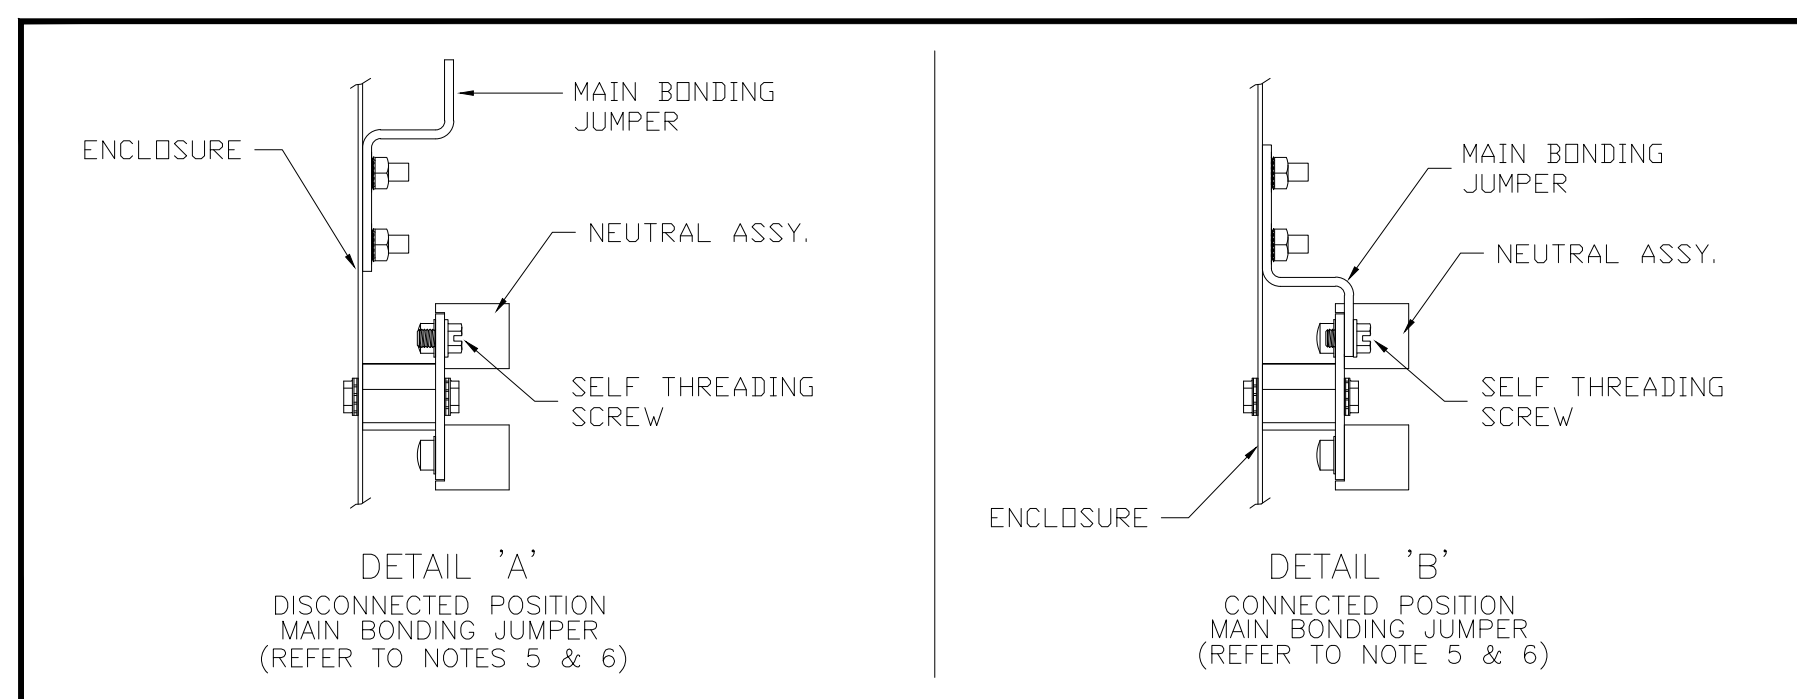 MAIN BONDING
JUMPER
ENCLOSURE
NEUTRAL ASSY.
SELF THREADING
SCREW
DETAIL 'A'
DISCONNECTED POSITION
MAIN BONDING JUMPER
(REFER TO NOTES 5 & 6)
MAIN BONDING
JUMPER
NEUTRAL ASSY.
SELF THREADING
SCREW
ENCLOSURE
DETAIL 'B'
CONNECTED POSITION
MAIN BONDING JUMPER
(REFER TO NOTE 5 & 6)